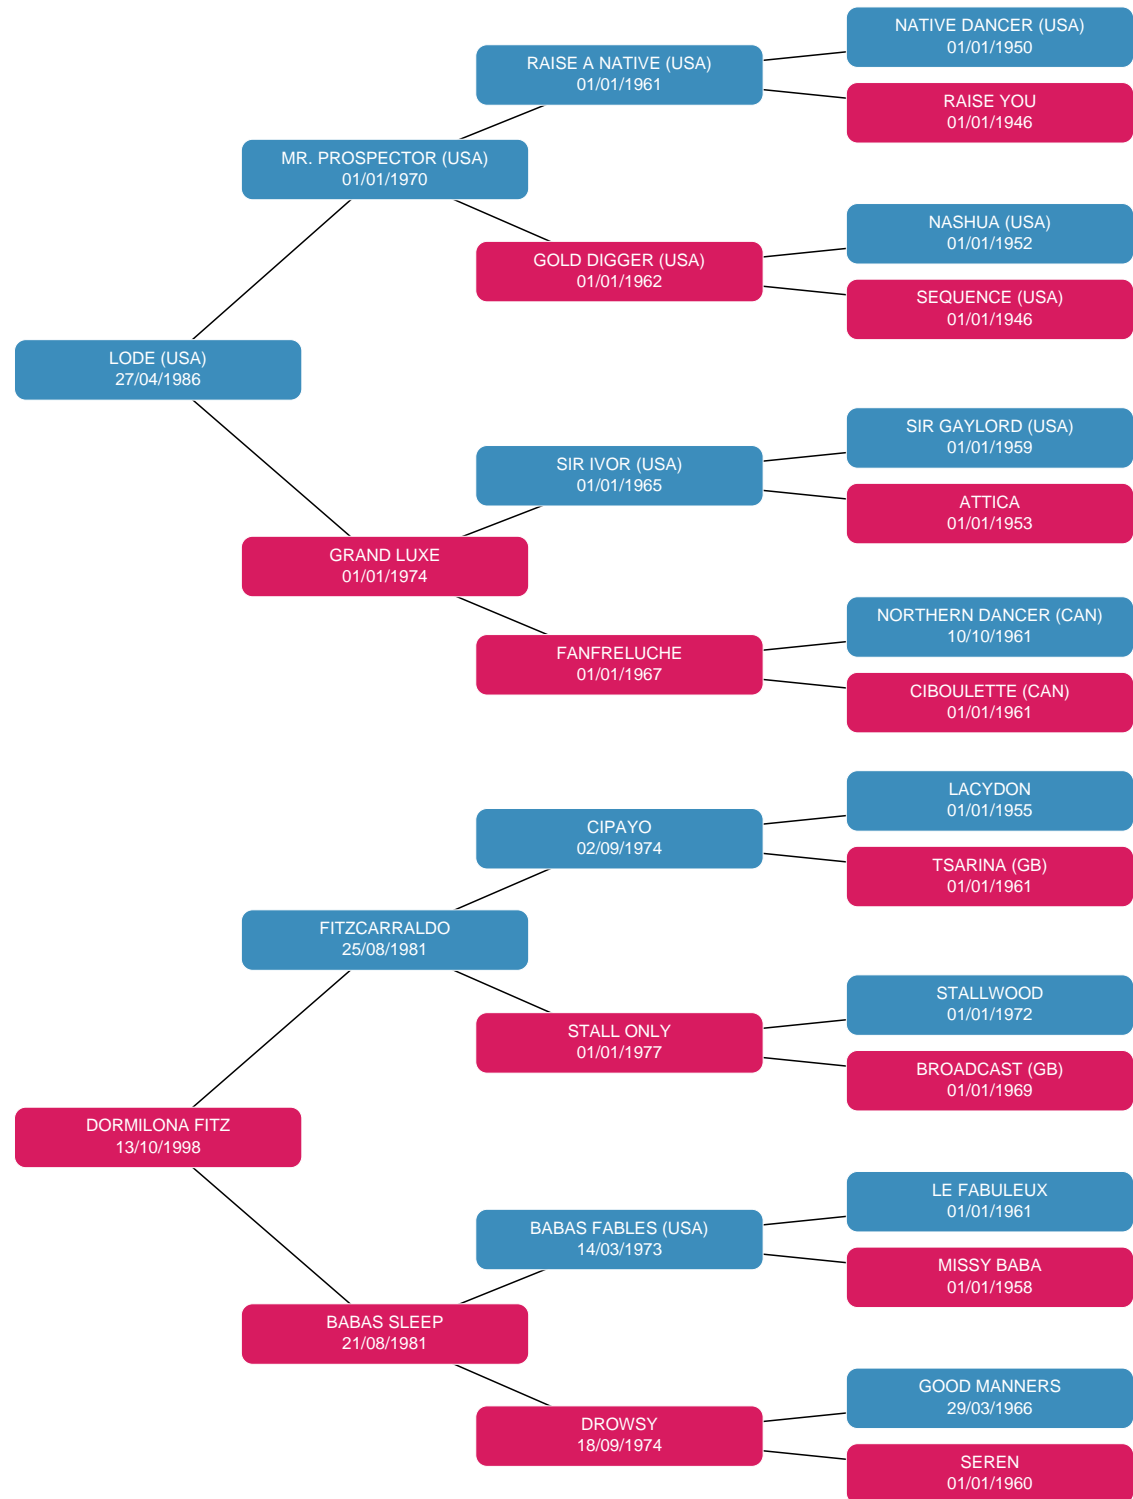 NATIVE DANCER (USA)
01/01/1950
RAISE A NATIVE (USA)
01/01/1961
RAISE YOU
01/01/1946
MR. PROSPECTOR (USA)
01/01/1970
NASHUA (USA)
01/01/1952
GOLD DIGGER (USA)
01/01/1962
SEQUENCE (USA)
01/01/1946
LODE (USA)
27/04/1986
SIR GAYLORD (USA)
01/01/1959
SIR IVOR (USA)
01/01/1965
ATTICA
01/01/1953
GRAND LUXE
01/01/1974
NORTHERN DANCER (CAN)
10/10/1961
FANFRELUCHE
01/01/1967
CIBOULETTE (CAN)
01/01/1961
LACYDON
01/01/1955
CIPAYO
02/09/1974
TSARINA (GB)
01/01/1961
FITZCARRALDO
25/08/1981
STALLWOOD
01/01/1972
STALL ONLY
01/01/1977
BROADCAST (GB)
01/01/1969
DORMILONA FITZ
13/10/1998
LE FABULEUX
01/01/1961
BABAS FABLES (USA)
14/03/1973
MISSY BABA
01/01/1958
BABAS SLEEP
21/08/1981
GOOD MANNERS
29/03/1966
DROWSY
18/09/1974
SEREN
01/01/1960